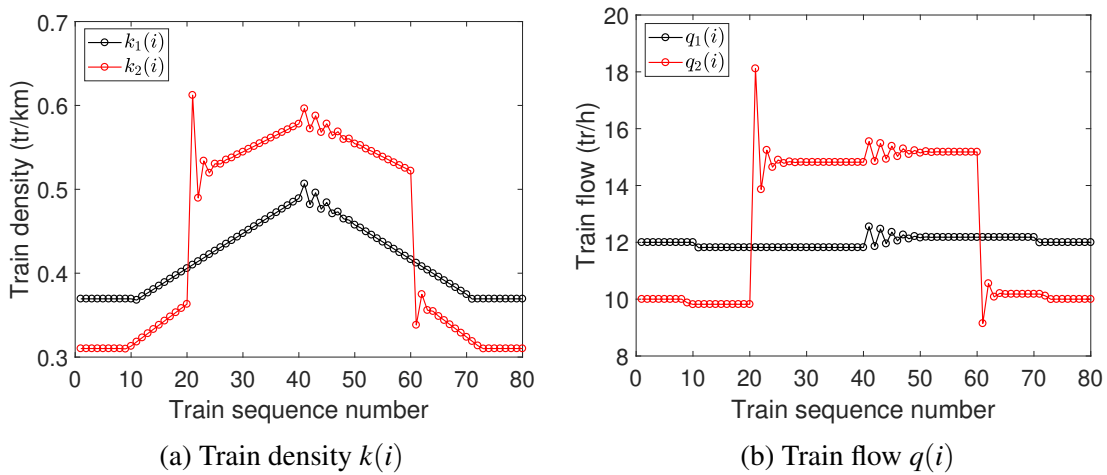 0.7
0.6
0.5
0.4
0.3
0 10 20 30 40 50 60 70 80
Train density (tr/km)
Train sequence number
k₁(i)
k₂(i)
(a) Train density k(i)
20
18
16
14
12
10
8
0 10 20 30 40 50 60 70 80
Train flow (tr/h)
Train sequence number
q₁(i)
q₂(i)
(b) Train flow q(i)